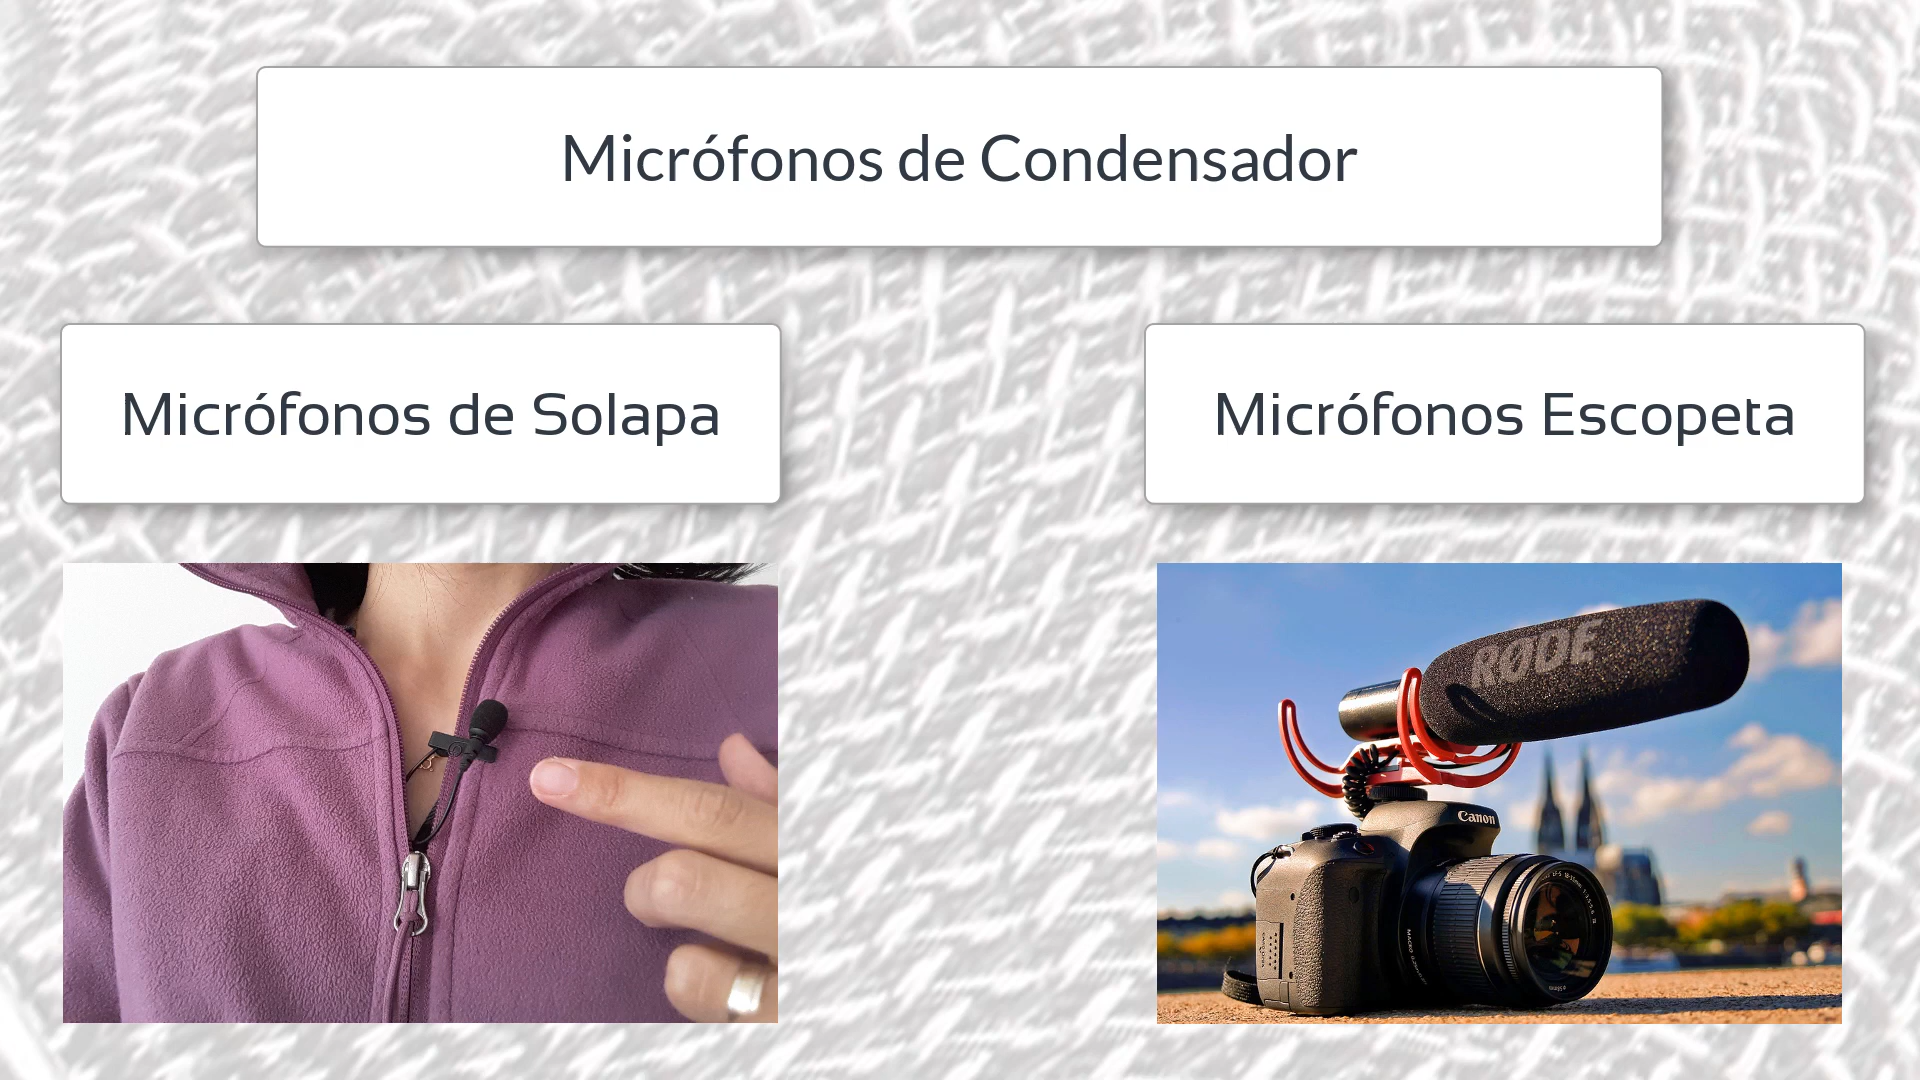 Micrófonos de Condensador
Micrófonos de Solapa
Micrófonos Escopeta
RØDE
Canon